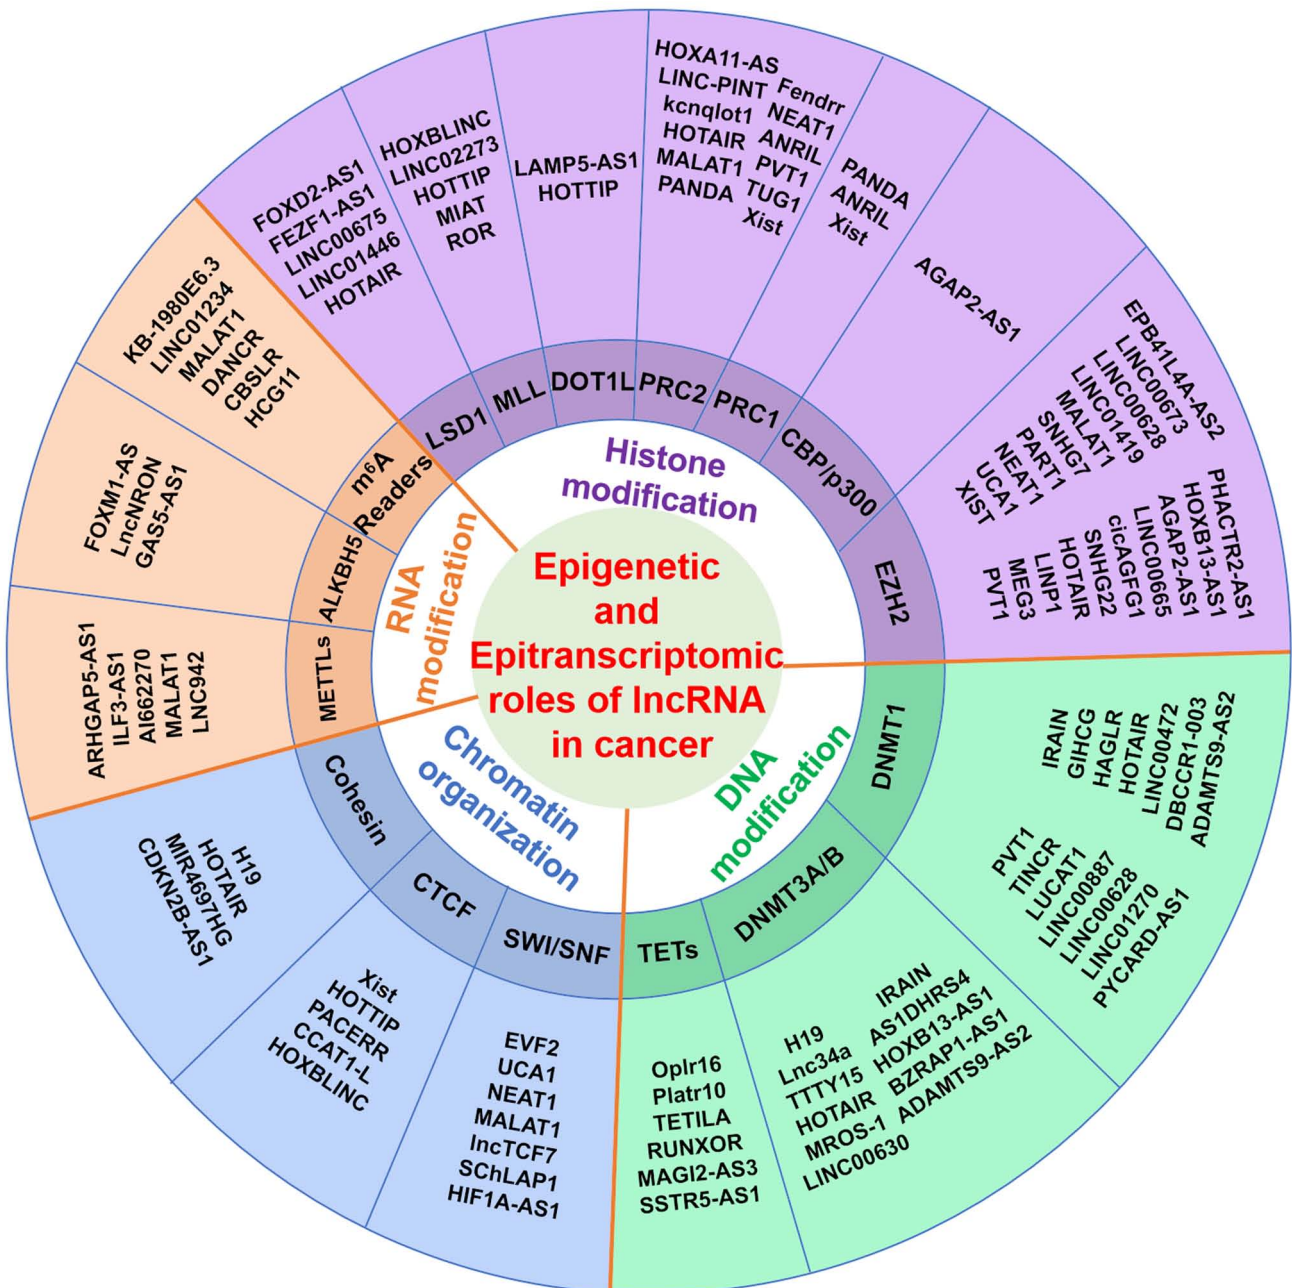 Epigenetic
and
Epitranscriptomic
roles of lncRNA
in cancer
Histone
modification
LSD1
FOXD2-AS1
FEZF1-AS1
LINC00675
LINC01446
HOTAIR
MLL
HOXBLINC
LINC02273
HOTTIP
MIAT
ROR
DOT1L
LAMP5-AS1
HOTTIP
PRC2
HOXA11-AS
LINC-PINT
kcnqlot1
HOTAIR
MALAT1
PANDA
Fendrr
NEAT1
ANRIL
PVT1
TUG1
Xist
PRC1
PANDA
ANRIL
Xist
CBP/p300
AGAP2-AS1
EZH2
EPB41L4A-AS2
LINC00673
LINC00628
LINC01419
MALAT1
SNHG7
PART1
NEAT1
UCA1
XIST
PHACTR2-AS1
HOXB13-AS1
AGAP2-AS1
LINC00665
cicAGFG1
SNHG22
HOTAIR
LINP1
MEG3
PVT1
DNA
modification
DNMT1
IRAIN
GIHCG
HAGLR
HOTAIR
LINC00472
DBCCR1-003
ADAMTS9-AS2
PVT1
TINCR
LUCAT1
LINC00887
LINC00628
LINC01270
PYCARD-AS1
DNMT3A/B
H19
Lnc34a
TTTY15
HOTAIR
MROS-1
LINC00630
IRAIN
AS1DHRS4
HOXB13-AS1
BZRAP1-AS1
ADAMTS9-AS2
TETs
Oplr16
Platr10
TETILA
RUNXOR
MAGI2-AS3
SSTR5-AS1
Chromatin
organization
SWI/SNF
EVF2
UCA1
NEAT1
MALAT1
lncTCF7
SChLAP1
HIF1A-AS1
CTCF
Xist
HOTTIP
PACERR
CCAT1-L
HOXBLINC
Cohesin
H19
HOTAIR
MIR4697HG
CDKN2B-AS1
RNA
modification
METTLs
ARHGAP5-AS1
ILF3-AS1
AI662270
MALAT1
LNC942
ALKBH5
FOXM1-AS
LncNRON
GAS5-AS1
m⁶A
Readers
KB-1980E6.3
LINC01234
MALAT1
DANCR
CBSLR
HCG11